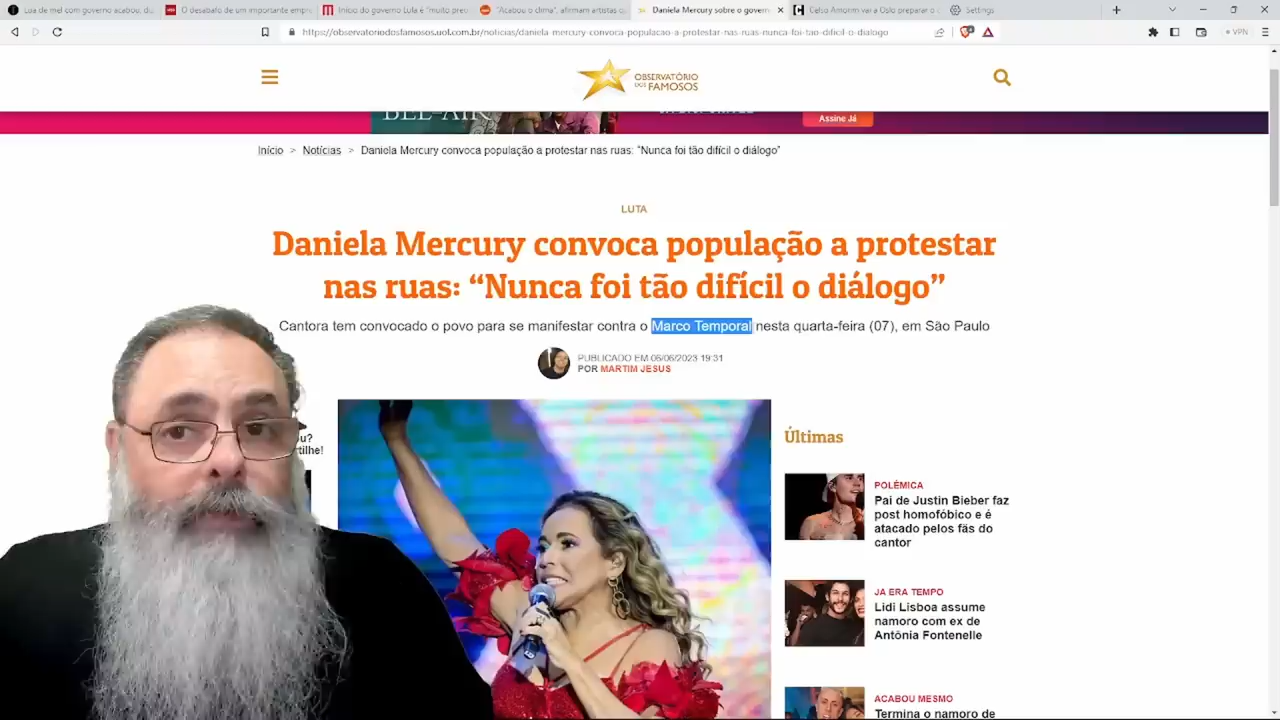 Lua de mel com governo acabou, du
O desabafo de um importante empre
Início do governo Lula é "muito preo
"Acabou o clima", afirmam artistas q
Daniela Mercury sobre o governo
Celso Amorim vai a Oslo preparar o
Settings
https://observatoriodosfamosos.uol.com.br/noticias/daniela-mercury-convoca-populacao-a-protestar-nas-ruas-nunca-foi-tao-dificil-o-dialogo
VPN
OBSERVATÓRIO
DOS FAMOSOS
BEL-AIR
Assine Já
Início > Notícias > Daniela Mercury convoca população a protestar nas ruas: “Nunca foi tão difícil o diálogo”
LUTA
Daniela Mercury convoca população a protestar
nas ruas: “Nunca foi tão difícil o diálogo”
Cantora tem convocado o povo para se manifestar contra o Marco Temporal nesta quarta-feira (07), em São Paulo
PUBLICADO EM 06/06/2023 19:31
POR MARTIM JESUS
u?
rtilhe!
Últimas
POLÊMICA
Pai de Justin Bieber faz
post homofóbico e é
atacado pelos fãs do
cantor
JA ERA TEMPO
Lidi Lisboa assume
namoro com ex de
Antônia Fontenelle
ACABOU MESMO
Termina o namoro de